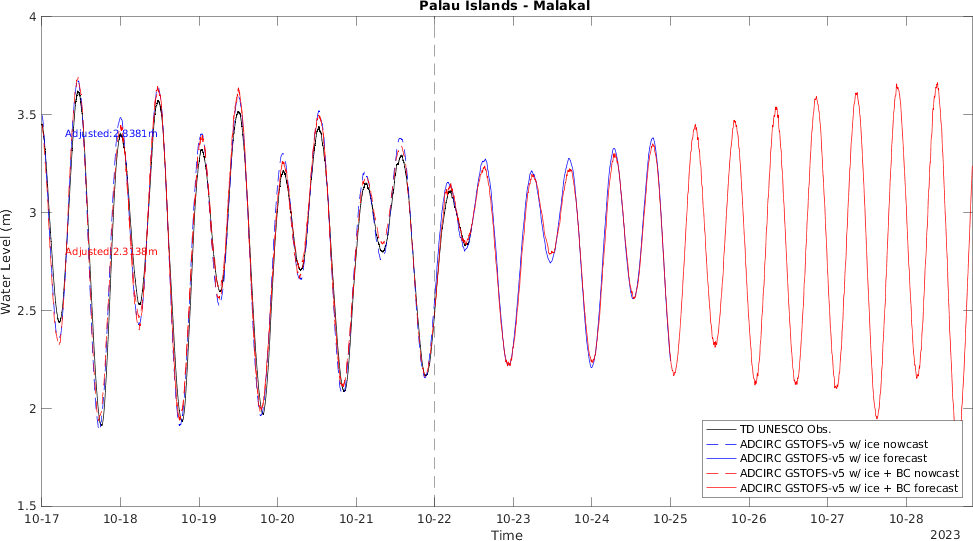 Palau Islands - Malakal
4
3.5
3
2.5
2
1.5
Water Level (m)
Adjusted:2.3381m
Adjusted:2.3138m
TD UNESCO Obs.
ADCIRC GSTOFS-v5 w/ ice nowcast
ADCIRC GSTOFS-v5 w/ ice forecast
ADCIRC GSTOFS-v5 w/ ice + BC nowcast
ADCIRC GSTOFS-v5 w/ ice + BC forecast
10-17 10-18 10-19 10-20 10-21 10-22 10-23 10-24 10-25 10-26 10-27 10-28
Time
2023